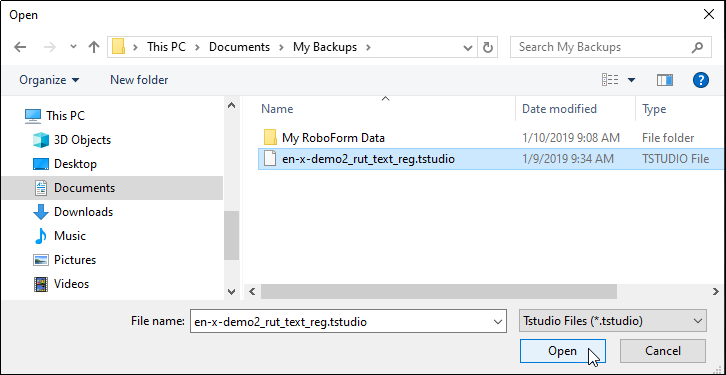 Open
This PC > Documents > My Backups >
Search My Backups
Organize New folder ?
This PC
3D Objects
Desktop
Documents
Downloads
Music
Pictures
Videos
Name Date modified Type
My RoboForm Data 1/10/2019 9:08 AM File folder
en-x-demo2_rut_text_reg.tstudio 1/9/2019 9:34 AM TSTUDIO File
File name: en-x-demo2_rut_text_reg.tstudio Tstudio Files (*.tstudio)
Open Cancel